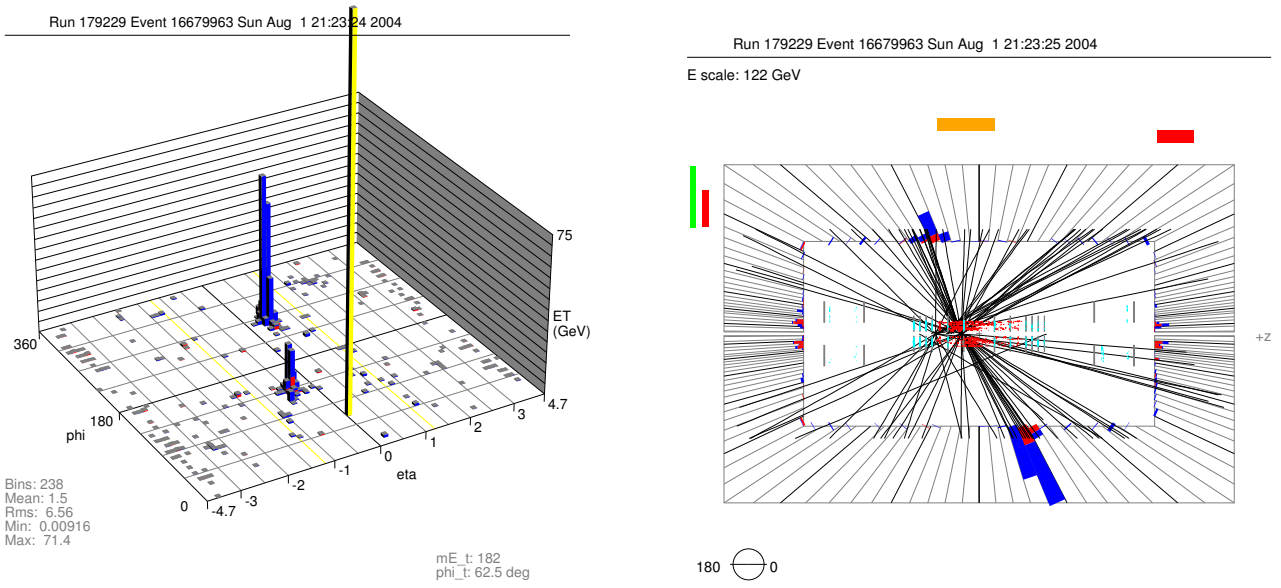 Run 179229 Event 16679963 Sun Aug 1 21:23:24 2004
75
ET
(GeV)
360
180
phi
0
-4.7
-3
-2
-1
0
1
2
3
4.7
eta
Bins: 238
Mean: 1.5
Rms: 6.56
Min: 0.00916
Max: 71.4
mE_t: 182
phi_t: 62.5 deg
Run 179229 Event 16679963 Sun Aug 1 21:23:25 2004
E scale: 122 GeV
+Z
180
0